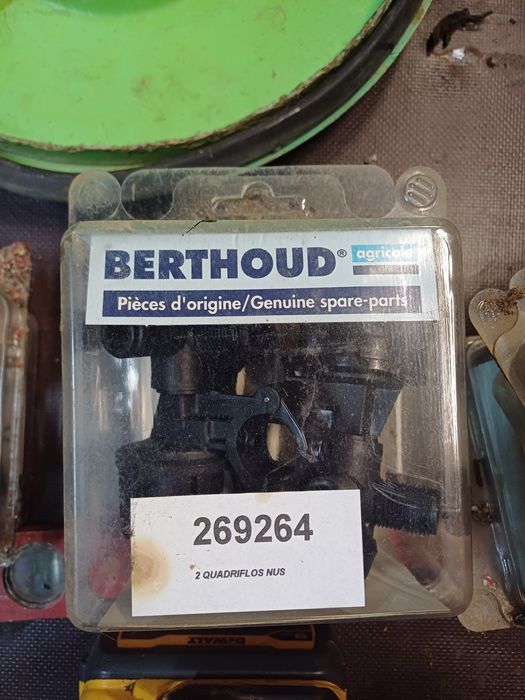 BERTHOUD® agricole
Pièces d'origine/Genuine spare-parts
269264
2 QUADRIFLOS NUS
DEWALT